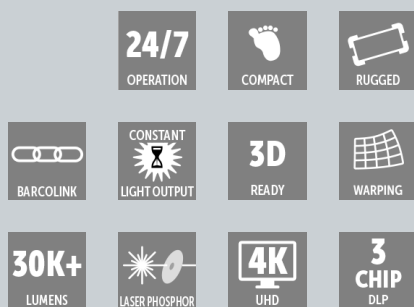 24/7
OPERATION
COMPACT
RUGGED
BARCOLINK
CONSTANT
LIGHT OUTPUT
3D
READY
WARPING
30K+
LUMENS
LASER PHOSPHOR
4K
UHD
3
CHIP
DLP